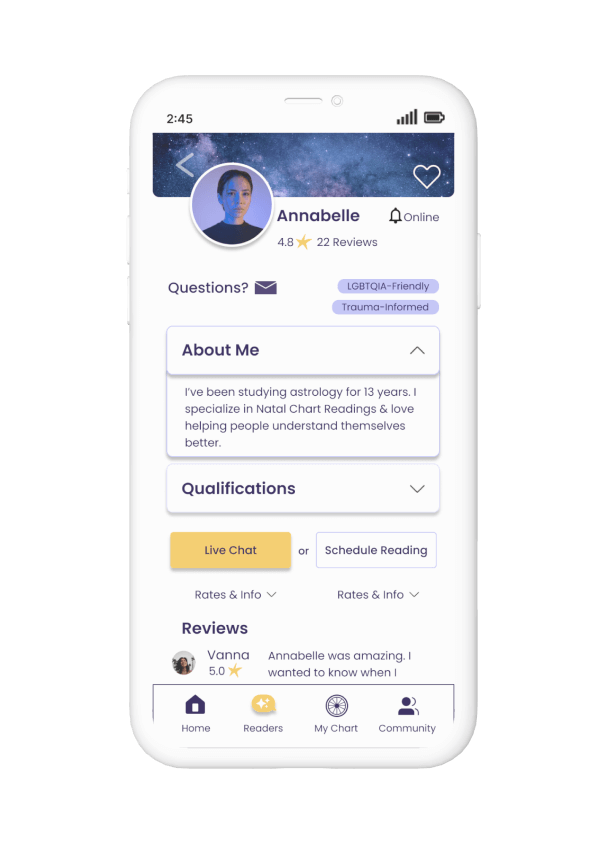 2:45
Annabelle
Online
4.8 22 Reviews
Questions?
LGBTQIA-Friendly
Trauma-Informed
About Me
I've been studying astrology for 13 years. I
specialize in Natal Chart Readings & love
helping people understand themselves
better.
Qualifications
Live Chat or Schedule Reading
Rates & Info Rates & Info
Reviews
Vanna
5.0
Annabelle was amazing. I
wanted to know when I
Home Readers My Chart Community